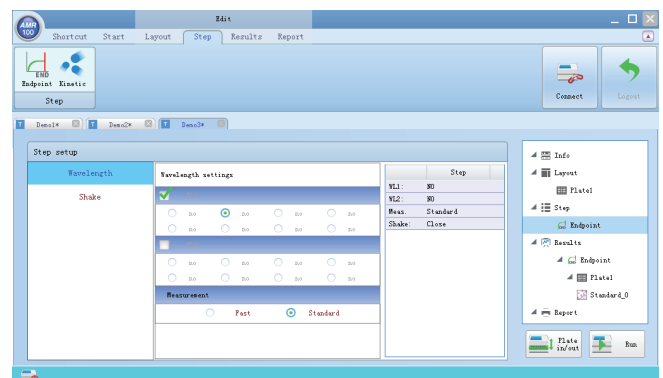 Edit
AMR
100
Shortcut Start Layout Step Results Report
END
Endpoint Kinetic
Step
Connect
Logout
T Demo1* T Demo2* T Demo3*
Step setup
Wavelength
Shake
Wavelength settings
no no no no
no no no no
no no no no
no no no no
Measurement
Fast Standard
Step
WL1: NO
WL2: NO
Meas. Standard
Shake: Close
Info
Layout
Plate1
Step
Endpoint
Results
Endpoint
Plate1
Standard_0
Report
Plate
in/out
Run